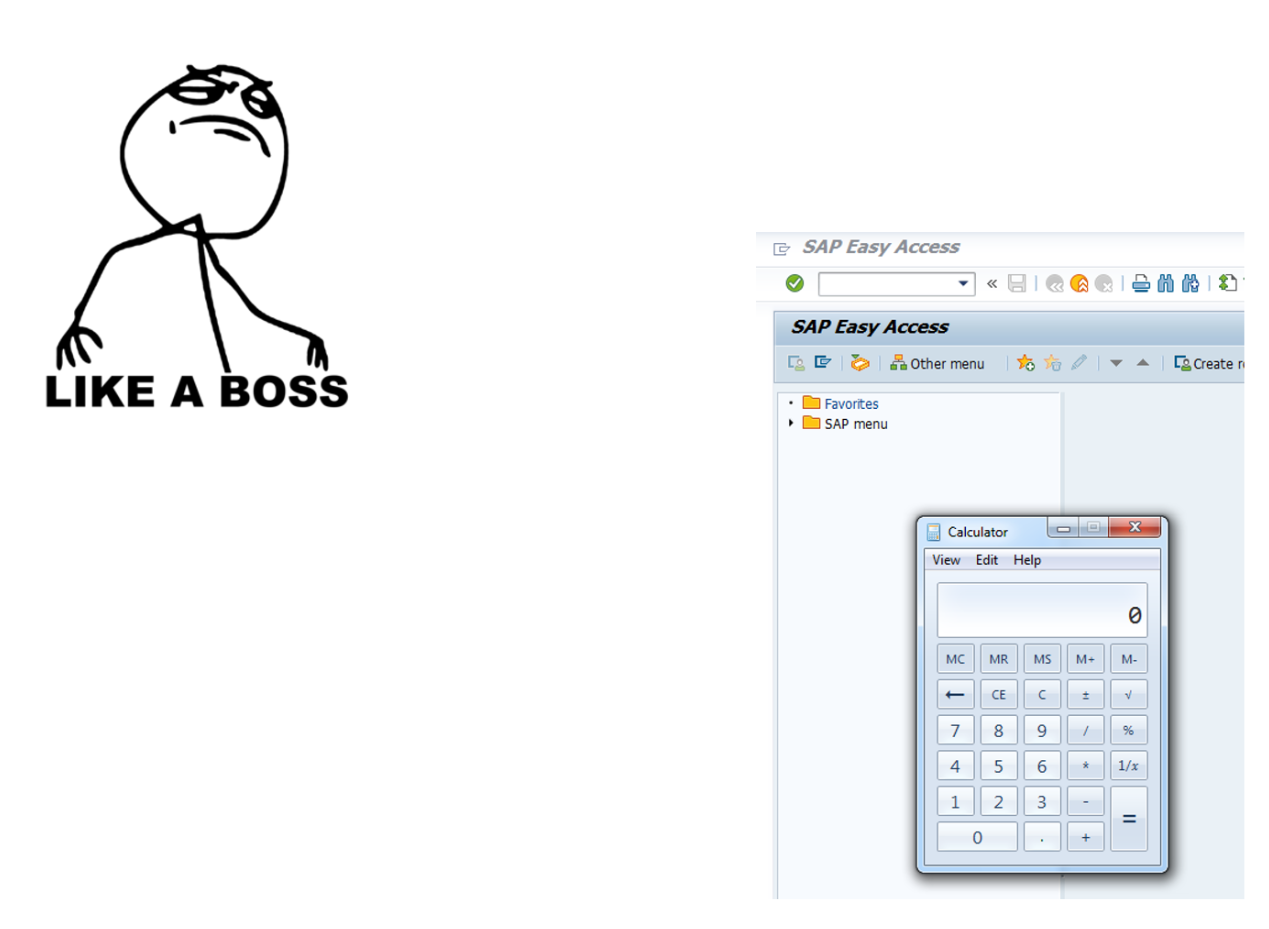 LIKE A BOSS
SAP Easy Access
SAP Easy Access
Other menu
Create r
Favorites
SAP menu
Calculator
View Edit Help
0
MC MR MS M+ M-
← CE C ± √
7 8 9 / %
4 5 6 * 1/x
1 2 3 - =
0 . +